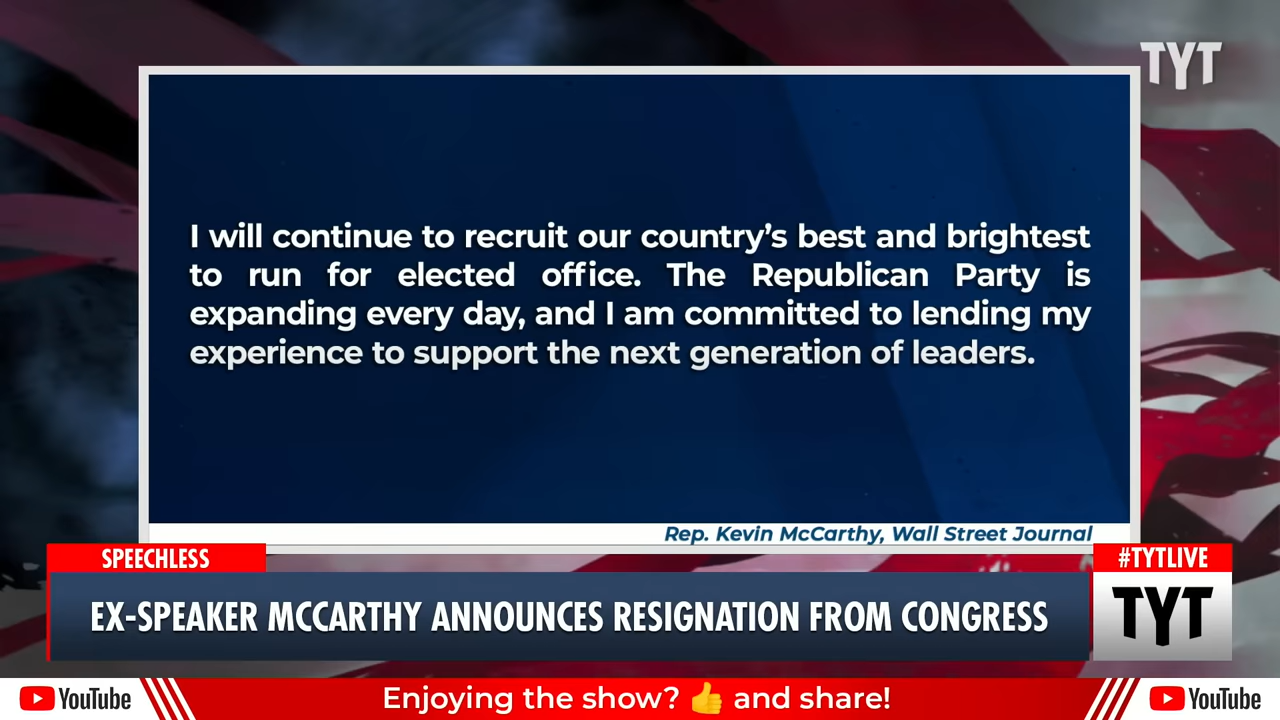 TYT
I will continue to recruit our country’s best and brightest
to run for elected office. The Republican Party is
expanding every day, and I am committed to lending my
experience to support the next generation of leaders.
Rep. Kevin McCarthy, Wall Street Journal
SPEECHLESS
#TYTLIVE
EX-SPEAKER MCCARTHY ANNOUNCES RESIGNATION FROM CONGRESS
TYT
YouTube
Enjoying the show? 👍 and share!
YouTube